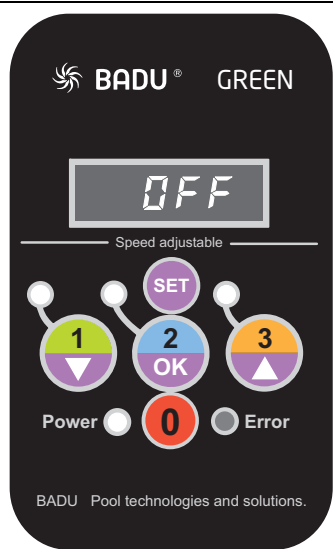 BADU® GREEN
OFF
Speed adjustable
SET
1 2 3
OK
Power 0 Error
BADU Pool technologies and solutions.